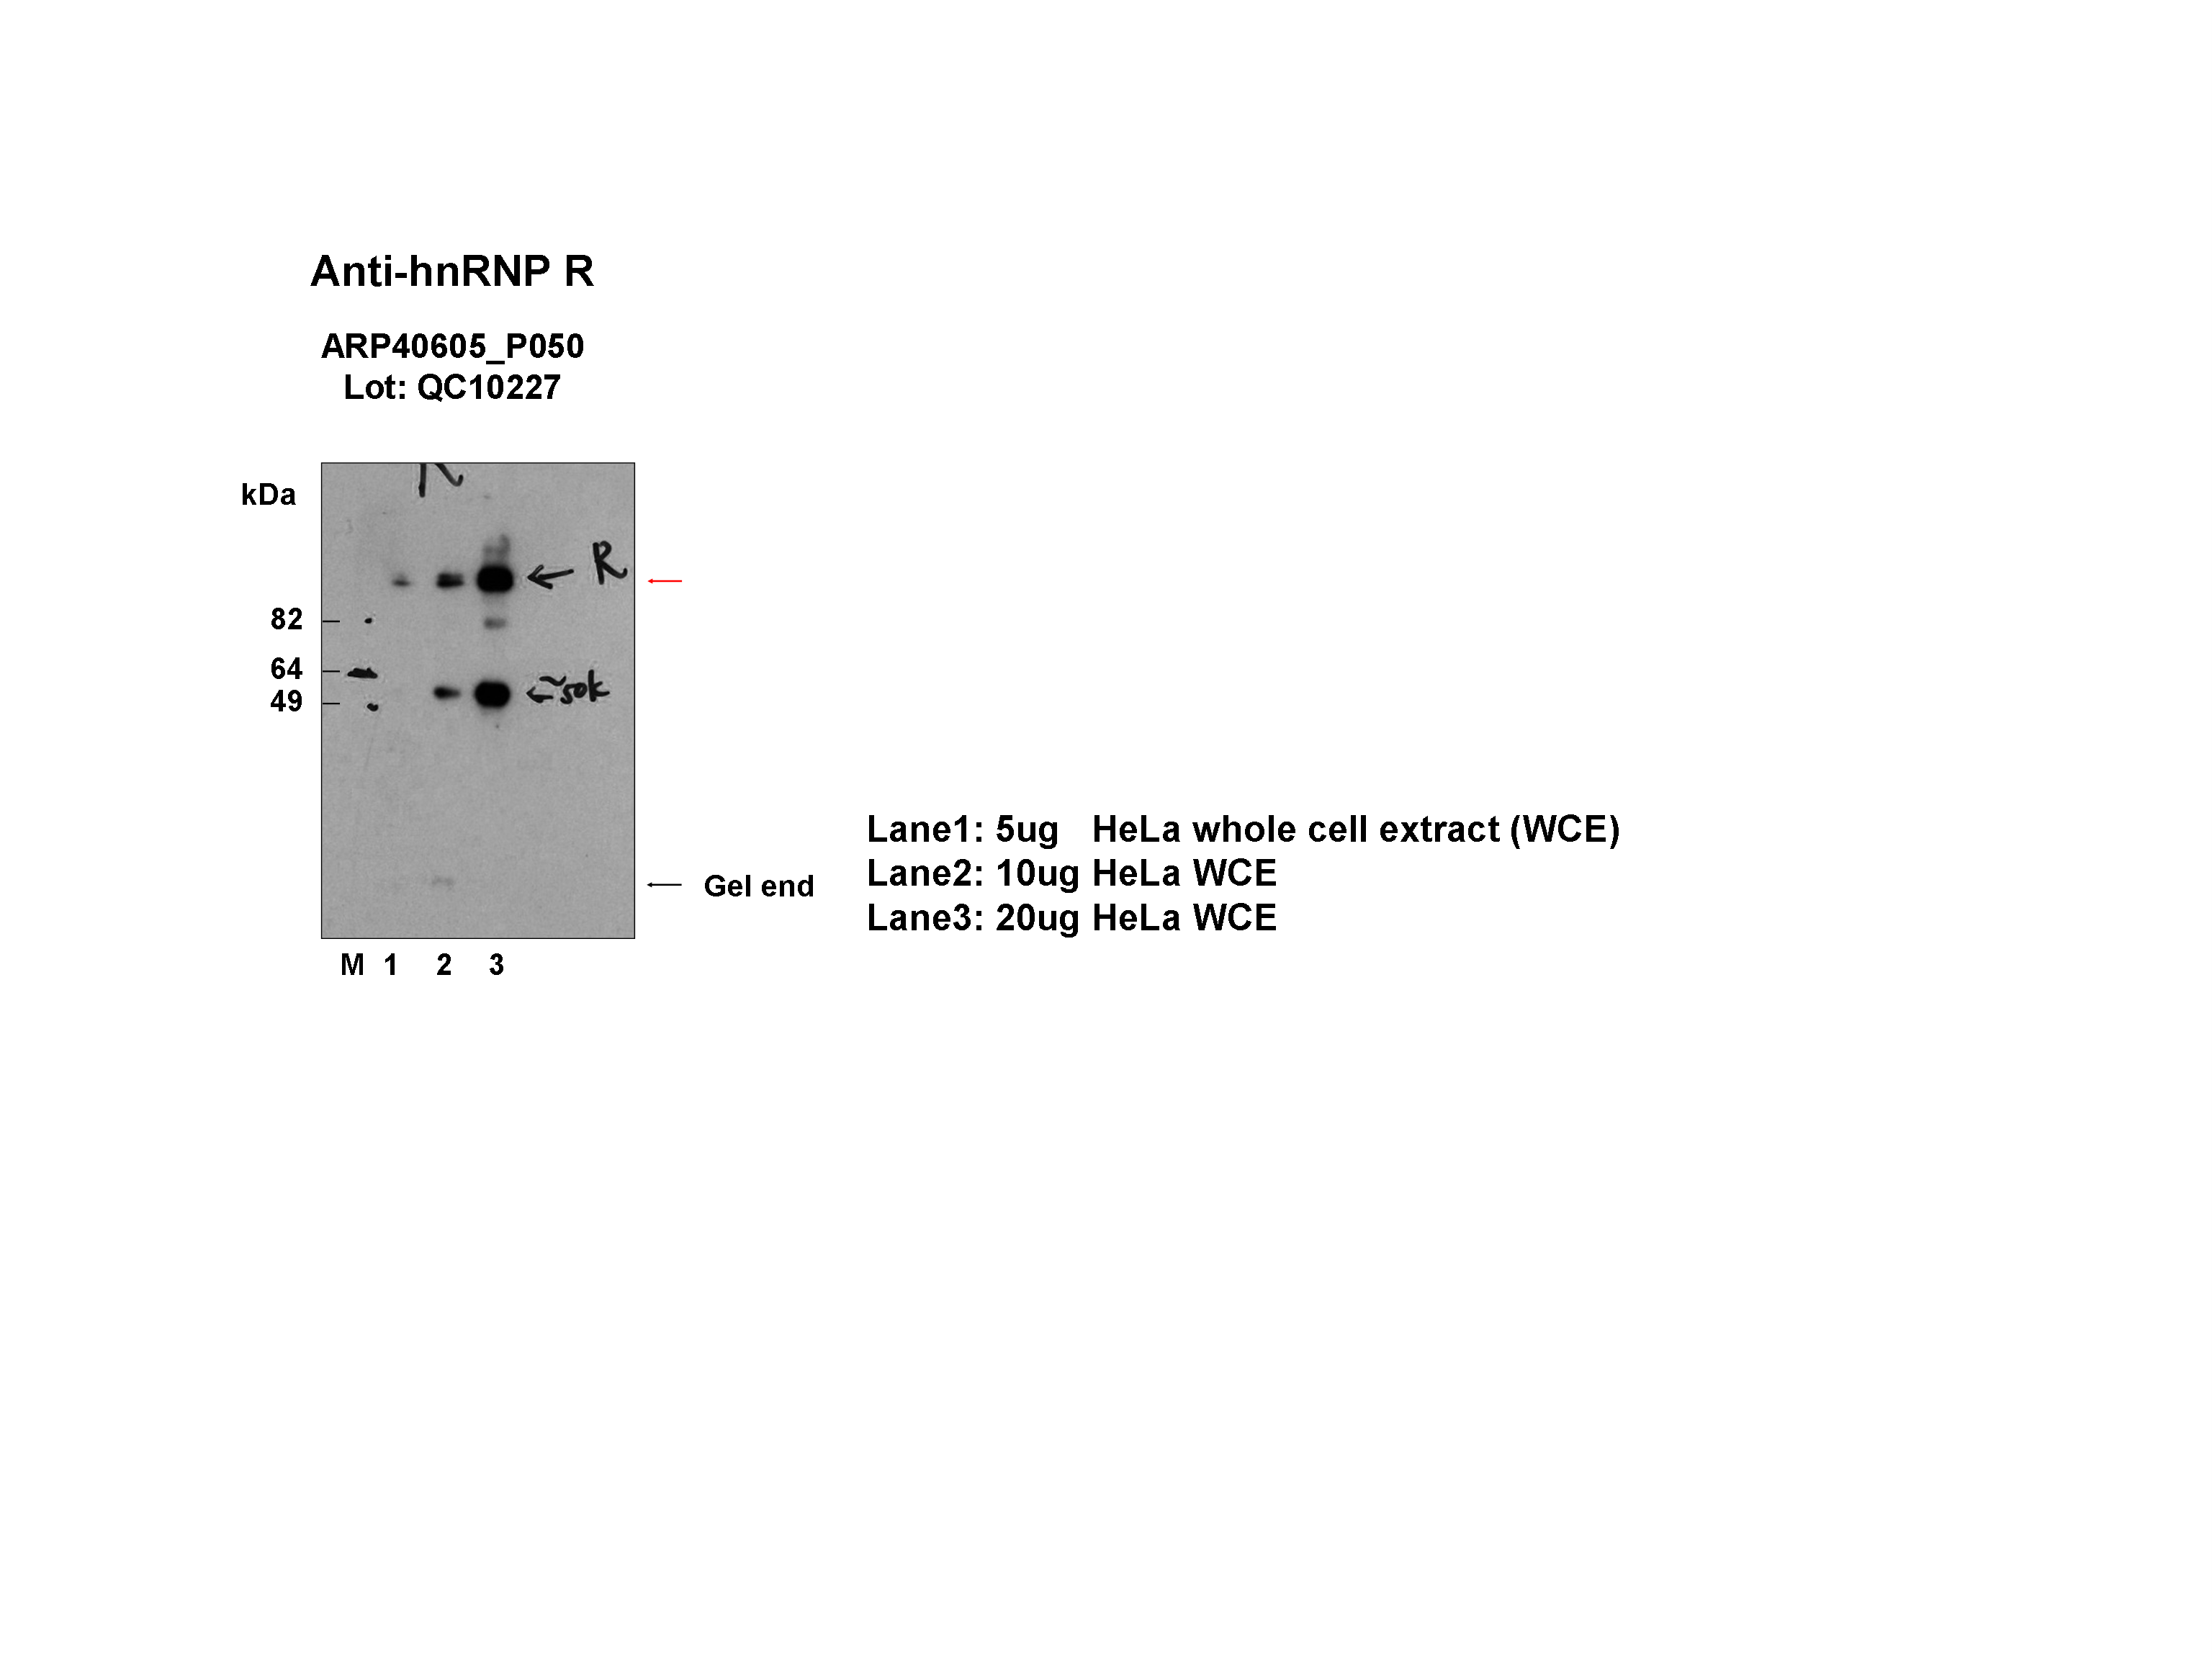 Anti-hnRNP R
ARP40605_P050
Lot: QC10227
kDa
R
82
64
49
~50k
Lane1: 5ug HeLa whole cell extract (WCE)
Lane2: 10ug HeLa WCE
Lane3: 20ug HeLa WCE
Gel end
M 1 2 3